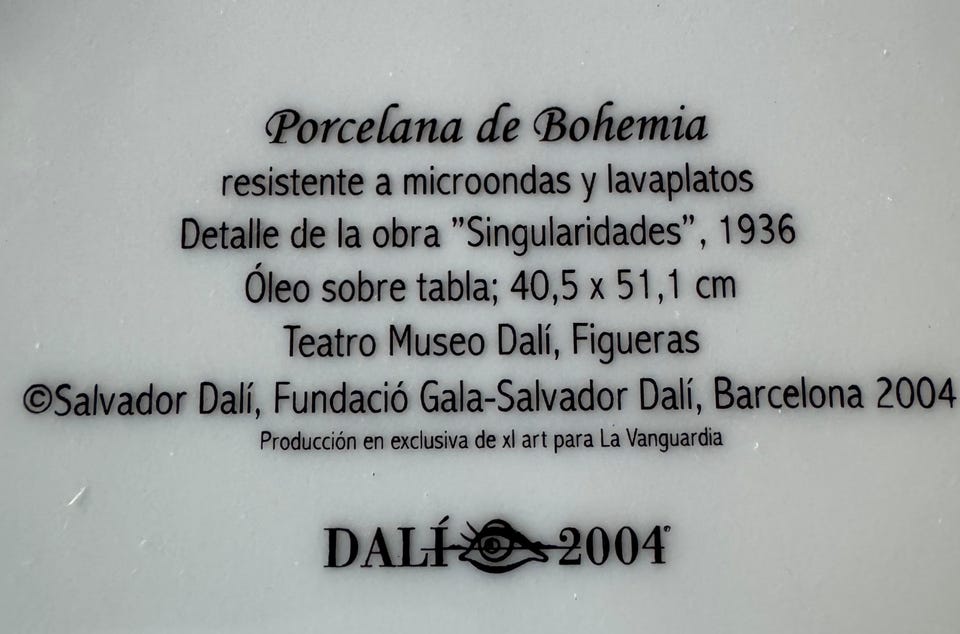 Porcelana de Bohemia
resistente a microondas y lavaplatos
Detalle de la obra ”Singularidades”, 1936
Óleo sobre tabla; 40,5 x 51,1 cm
Teatro Museo Dalí, Figueras
©Salvador Dalí, Fundació Gala-Salvador Dalí, Barcelona 2004
Producción en exclusiva de xl art para La Vanguardia
DALÍ 2004